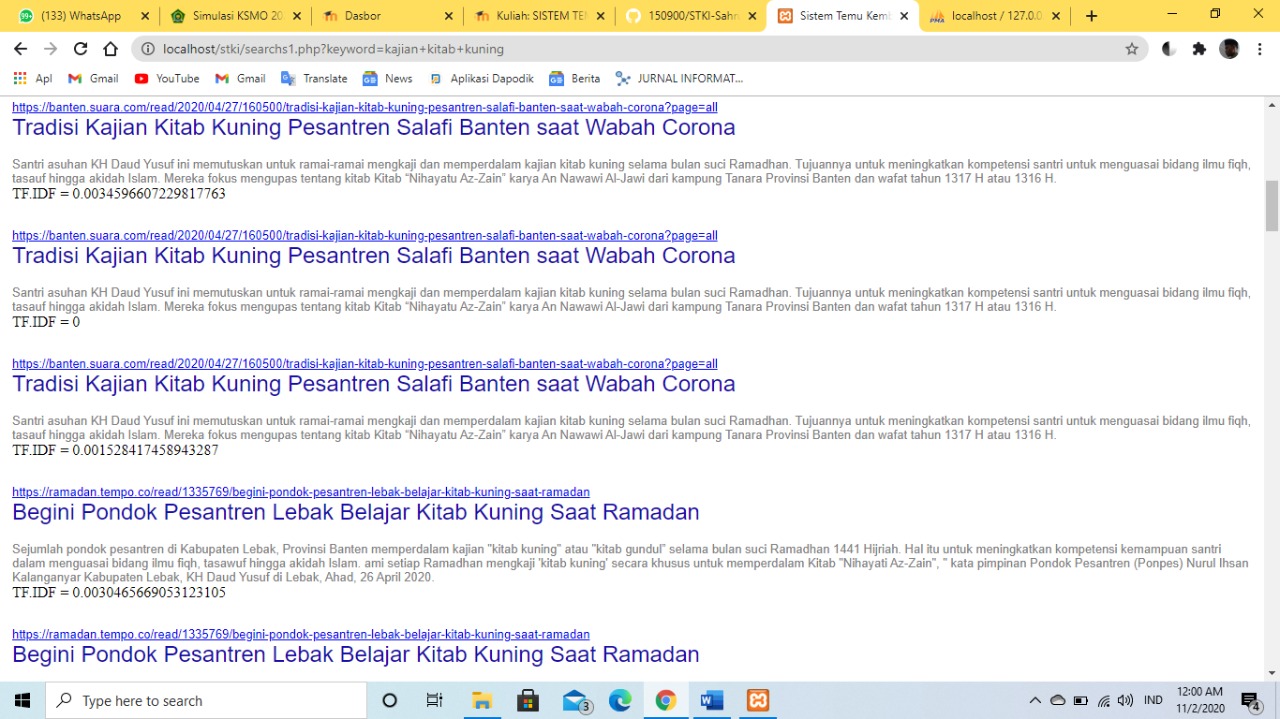 (133) WhatsApp
Simulasi KSMO 20
Dasbor
Kuliah: SISTEM TE
150900/STKI-Sahr
Sistem Temu Kemb
localhost / 127.0.0.
localhost/stki/searchs1.php?keyword=kajian+kitab+kuning
Apl
Gmail
YouTube
Gmail
Translate
News
Aplikasi Dapodik
Berita
JURNAL INFORMAT...
https://banten.suara.com/read/2020/04/27/160500/tradisi-kajian-kitab-kuning-pesantren-salafi-banten-saat-wabah-corona?page=all
Tradisi Kajian Kitab Kuning Pesantren Salafi Banten saat Wabah Corona
Santri asuhan KH Daud Yusuf ini memutuskan untuk ramai-ramai mengkaji dan memperdalam kajian kitab kuning selama bulan suci Ramadhan. Tujuannya untuk meningkatkan kompetensi santri untuk menguasai bidang ilmu fiqh,
tasauf hingga akidah Islam. Mereka fokus mengupas tentang kitab Kitab “Nihayatu Az-Zain” karya An Nawawi Al-Jawi dari kampung Tanara Provinsi Banten dan wafat tahun 1317 H atau 1316 H.
TF.IDF = 0.0034596607229817763
https://banten.suara.com/read/2020/04/27/160500/tradisi-kajian-kitab-kuning-pesantren-salafi-banten-saat-wabah-corona?page=all
Tradisi Kajian Kitab Kuning Pesantren Salafi Banten saat Wabah Corona
Santri asuhan KH Daud Yusuf ini memutuskan untuk ramai-ramai mengkaji dan memperdalam kajian kitab kuning selama bulan suci Ramadhan. Tujuannya untuk meningkatkan kompetensi santri untuk menguasai bidang ilmu fiqh,
tasauf hingga akidah Islam. Mereka fokus mengupas tentang kitab Kitab “Nihayatu Az-Zain” karya An Nawawi Al-Jawi dari kampung Tanara Provinsi Banten dan wafat tahun 1317 H atau 1316 H.
TF.IDF = 0
https://banten.suara.com/read/2020/04/27/160500/tradisi-kajian-kitab-kuning-pesantren-salafi-banten-saat-wabah-corona?page=all
Tradisi Kajian Kitab Kuning Pesantren Salafi Banten saat Wabah Corona
Santri asuhan KH Daud Yusuf ini memutuskan untuk ramai-ramai mengkaji dan memperdalam kajian kitab kuning selama bulan suci Ramadhan. Tujuannya untuk meningkatkan kompetensi santri untuk menguasai bidang ilmu fiqh,
tasauf hingga akidah Islam. Mereka fokus mengupas tentang kitab Kitab “Nihayatu Az-Zain” karya An Nawawi Al-Jawi dari kampung Tanara Provinsi Banten dan wafat tahun 1317 H atau 1316 H.
TF.IDF = 0.001528417458943287
https://ramadan.tempo.co/read/1335769/begini-pondok-pesantren-lebak-belajar-kitab-kuning-saat-ramadan
Begini Pondok Pesantren Lebak Belajar Kitab Kuning Saat Ramadan
Sejumlah pondok pesantren di Kabupaten Lebak, Provinsi Banten memperdalam kajian "kitab kuning" atau "kitab gundul" selama bulan suci Ramadhan 1441 Hijriah. Hal itu untuk meningkatkan kompetensi kemampuan santri
dalam menguasai bidang ilmu fiqh, tasawuf hingga akidah Islam. ami setiap Ramadhan mengkaji 'kitab kuning' secara khusus untuk memperdalam Kitab "Nihayati Az-Zain", " kata pimpinan Pondok Pesantren (Ponpes) Nurul Ihsan
Kalanganyar Kabupaten Lebak, KH Daud Yusuf di Lebak, Ahad, 26 April 2020.
TF.IDF = 0.0030465669053123105
https://ramadan.tempo.co/read/1335769/begini-pondok-pesantren-lebak-belajar-kitab-kuning-saat-ramadan
Begini Pondok Pesantren Lebak Belajar Kitab Kuning Saat Ramadan
Type here to search
3
IND
12:00 AM
11/2/2020
4